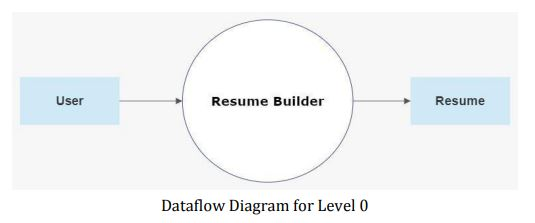 User
Resume Builder
Resume
Dataflow Diagram for Level 0